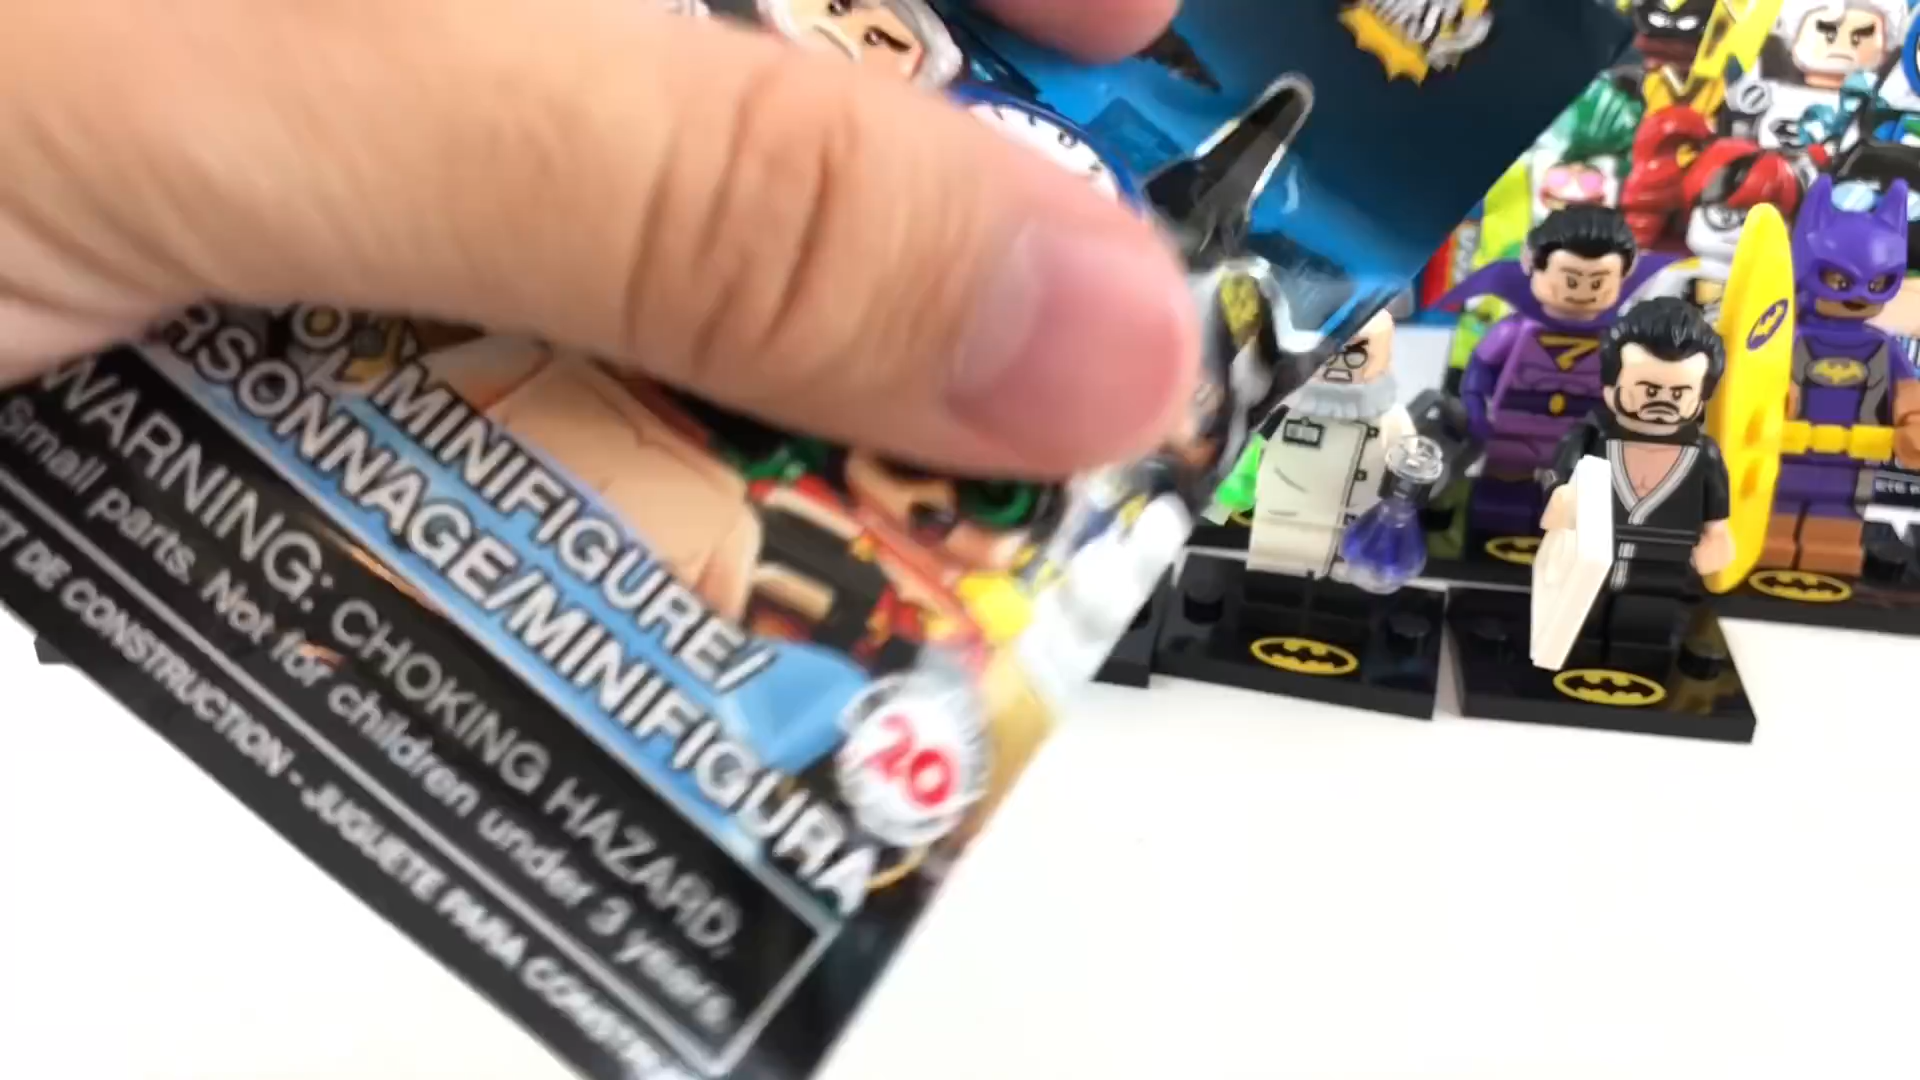 MINIFIGURE/
RSONNAGE/MINIFIGURA
20
WARNING: CHOKING HAZARD,
Small parts. Not for children under 3 years.
DE CONSTRUCTION - JUGUETE PARA